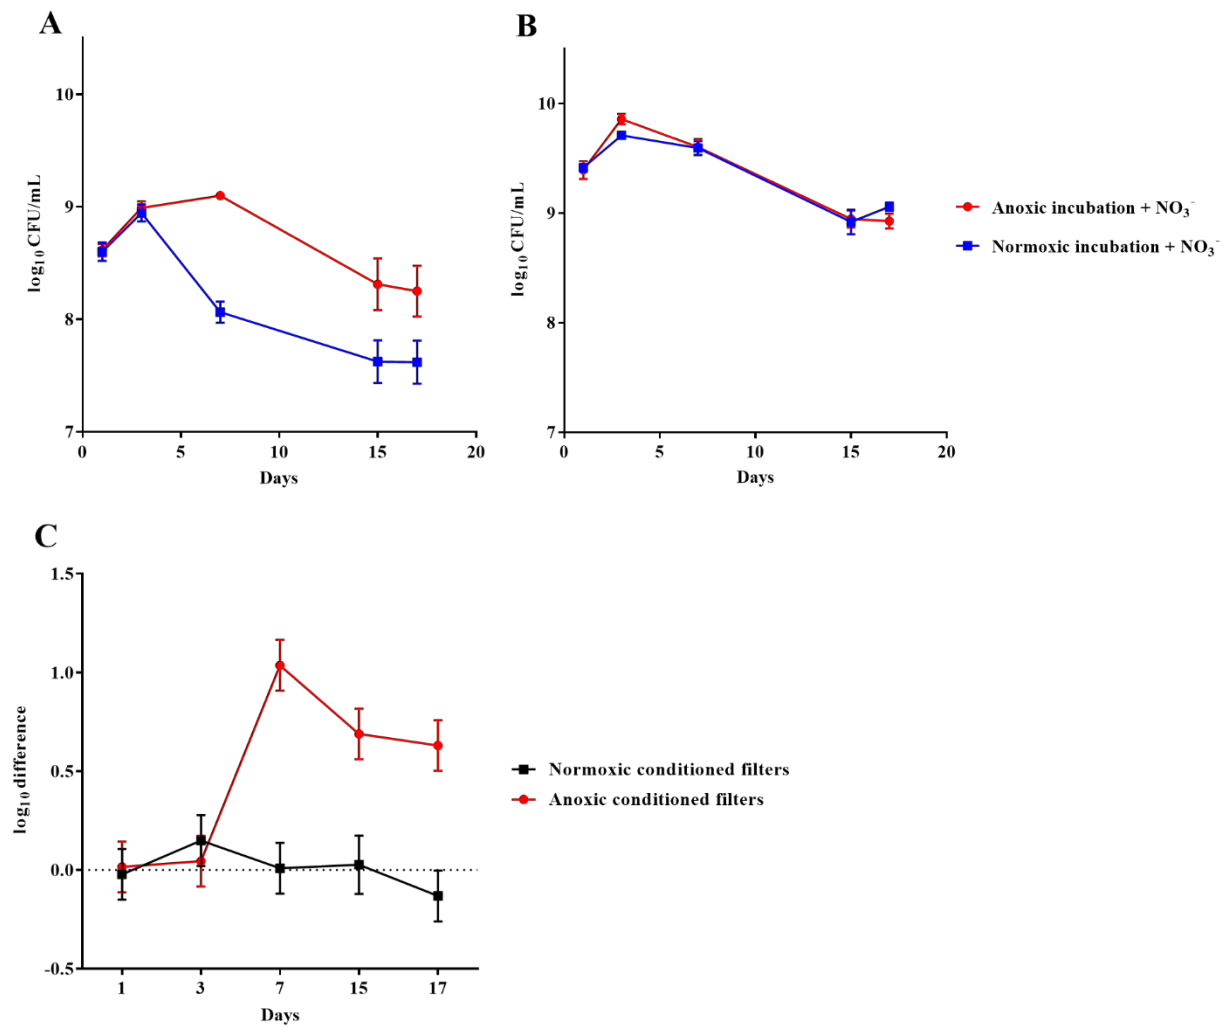 A
10
9
8
7
log₁₀ CFU/mL
0 5 10 15 20
Days
B
10
9
8
7
log₁₀ CFU/mL
0 5 10 15 20
Days
Anoxic incubation + NO₃⁻
Normoxic incubation + NO₃⁻
C
1.5
1.0
0.5
0.0
-0.5
log₁₀ difference
1 3 7 15 17
Days
Normoxic conditioned filters
Anoxic conditioned filters